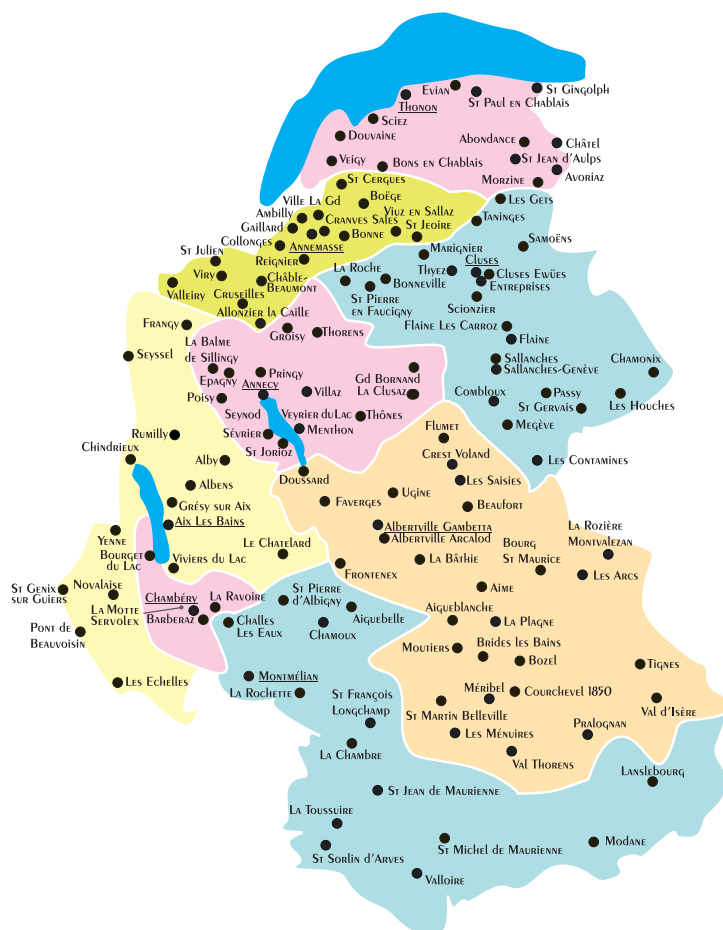 Evian
St Gingolph
Thonon
St Paul en Chablais
Sciez
Douvaine
Abondance
Châtel
Veigy
Bons en Chablais
St Jean d'Aulps
Avoriaz
Morzine
St Cergues
Ville La Gd
Boëge
Les Gets
Ambilly
Cranves Sales
Viuz en Sallaz
Taninges
Gaillard
Bonne
St Jeoire
Collonges
Annemasse
Samoëns
St Julien
Reignier
Marignier
Cluses
Viry
Châble
Beaumont
La Roche
Thyez
Cluses Ewües
Bonneville
Entreprises
Valleiry
Cruseilles
St Pierre
en Faucigny
Scionzier
Allonzier la Caille
Frangy
Groisy
Thorens
Flaine Les Carroz
Flaine
La Balme
de Sillingy
Seyssel
Sallanches
Sallanches-Genève
Chamonix
Epagny
Pringy
Gd Bornand
Annecy
Villaz
La Clusaz
Combloux
Passy
Poisy
St Gervais
Les Houches
Seynod
Veyrier du Lac
Thônes
Megève
Sévrier
Menthon
Flumet
Rumilly
St Jorioz
Chindrieux
Alby
Doussard
Crest Voland
Les Contamines
Les Saisies
Albens
Ugine
Faverges
Beaufort
Grésy sur Aix
Aix Les Bains
Albertville Gambetta
Albertville Arcalod
La Rozière
Montvalezan
Yenne
Bourget
du Lac
Le Chatelard
Viviers du Lac
La Bâthie
Bourg
St Maurice
Frontenex
Les Arcs
St Genix
sur Guiers
Novalaise
Chambéry
La Ravoire
St Pierre
d'Albigny
Aime
La Motte
Servolex
Barberaz
Challes
Les Eaux
Chamoux
Aiguebelle
Aigueblanche
La Plagne
Pont de
Beauvoisin
Moutiers
Brides les Bains
Bozel
Tignes
Les Echelles
Montmélian
La Rochette
St François
Longchamp
Méribel
Courchevel 1850
Val d'Isère
St Martin Belleville
Les Ménuires
Pralognan
La Chambre
Val Thorens
Lanslebourg
St Jean de Maurienne
La Toussuire
St Sorlin d'Arves
St Michel de Maurienne
Modane
Valloire